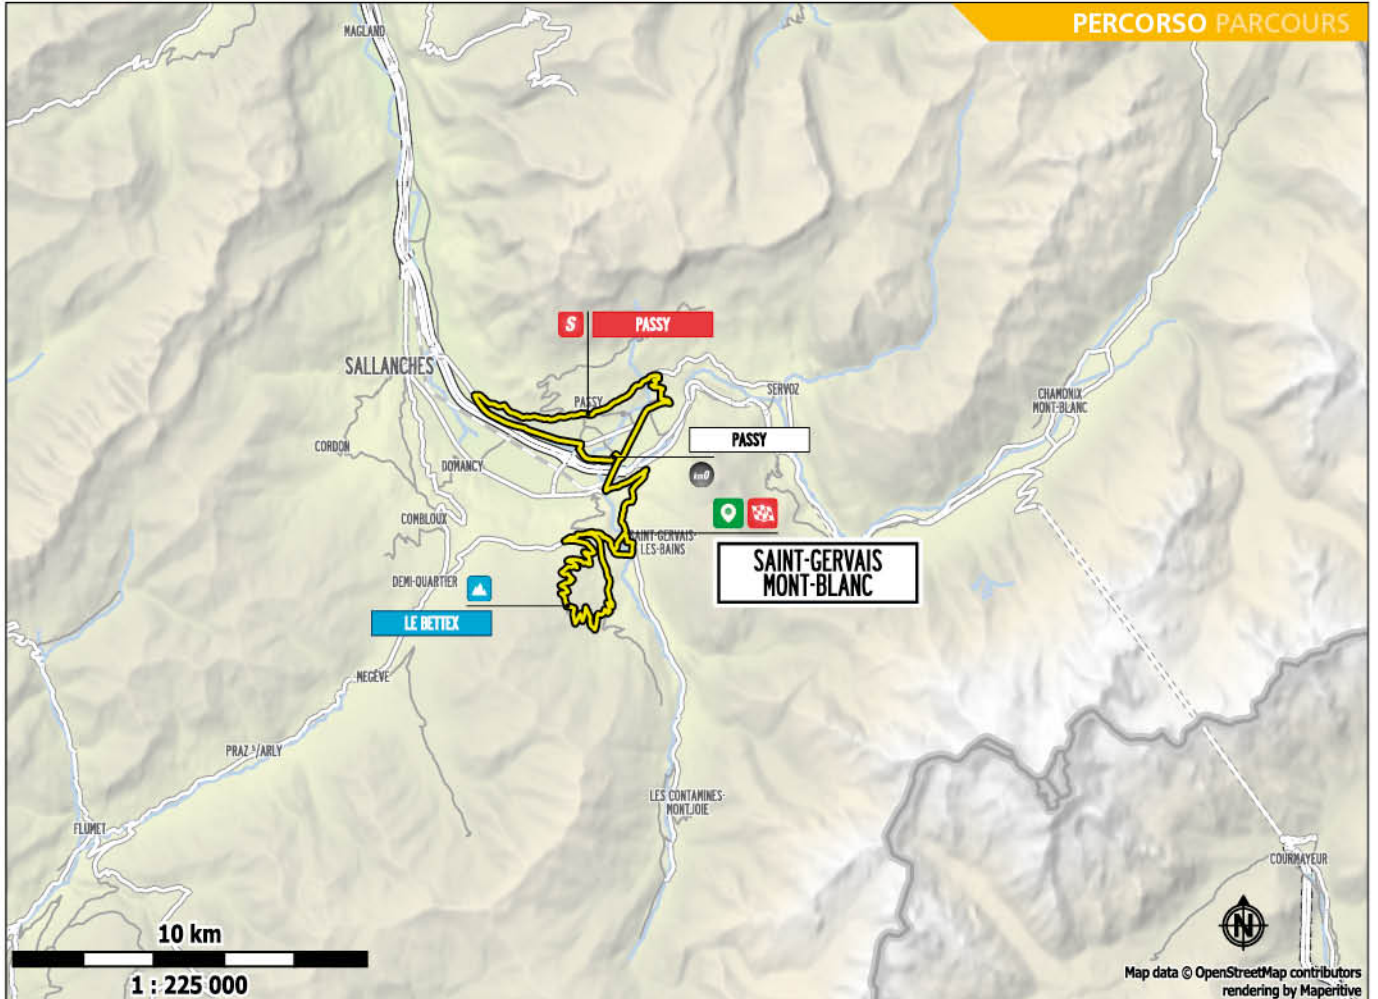 PERCORSO PARCOURS
MAGLAND
S PASSY
SALLANCHES
SERVOZ
PASSY
CHAMONIX
MONT-BLANC
CORDON
PASSY
DOMANCY
km0
COMBLOUX
SAINT-GERVAIS-
LES-BAINS
SAINT-GERVAIS
MONT-BLANC
DEMI-QUARTIER
LE BETTEX
MEGÈVE
PRAZ S/ARLY
LES CONTAMINES-
MONTJOIE
FLUMET
COURMAYEUR
N
10 km
1 : 225 000
Map data © OpenStreetMap contributors
rendering by Maperitive